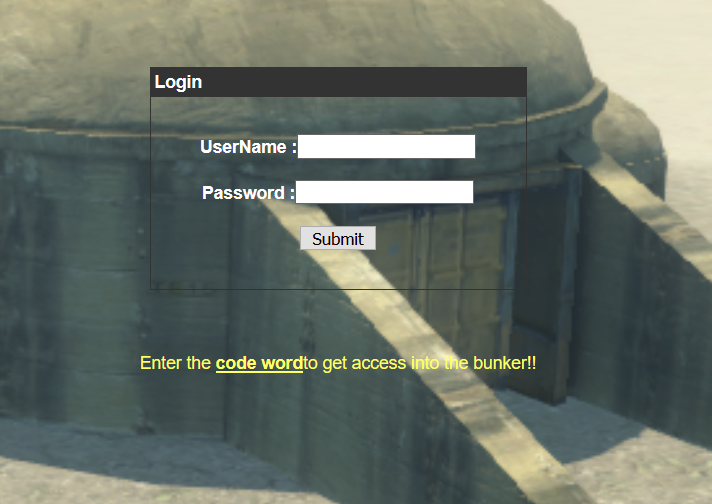 Login
UserName :
Password :
Submit
Enter the code wordto get access into the bunker!!